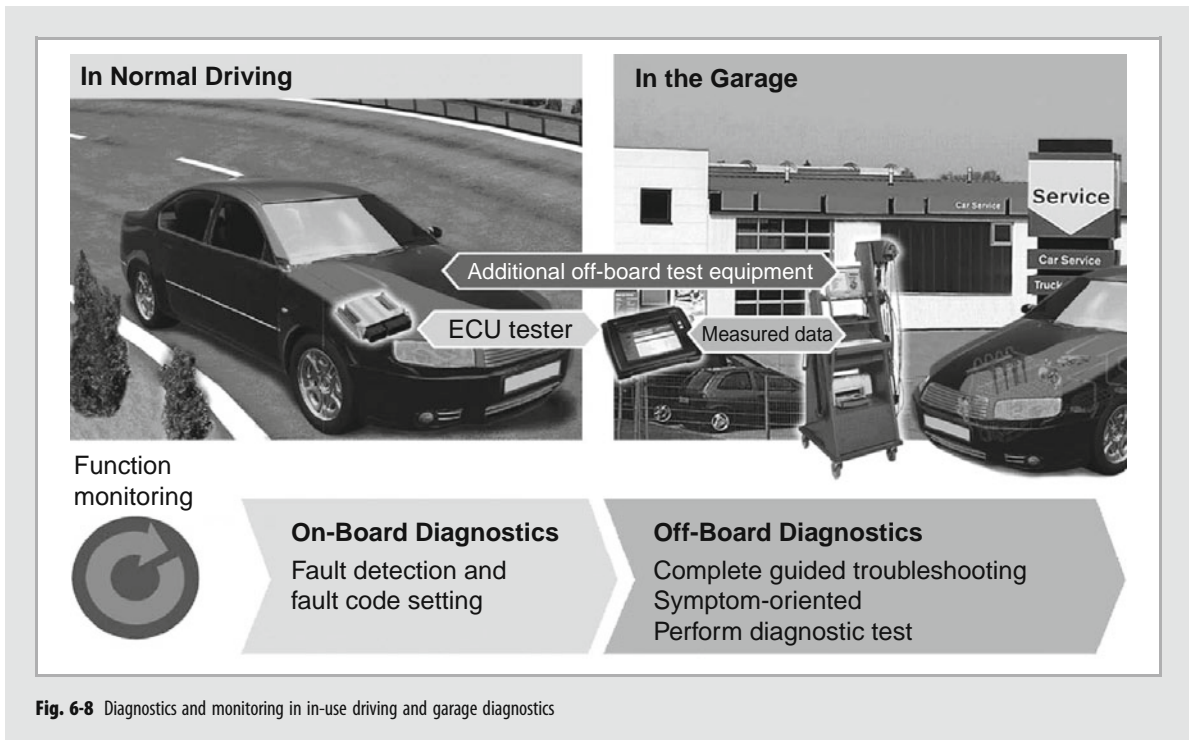 In Normal Driving
In the Garage
Car Service
Service
Car Service
Truck
Additional off-board test equipment
ECU tester
Measured data
Function
monitoring
On-Board Diagnostics
Fault detection and
fault code setting
Off-Board Diagnostics
Complete guided troubleshooting
Symptom-oriented
Perform diagnostic test
Fig. 6-8 Diagnostics and monitoring in in-use driving and garage diagnostics